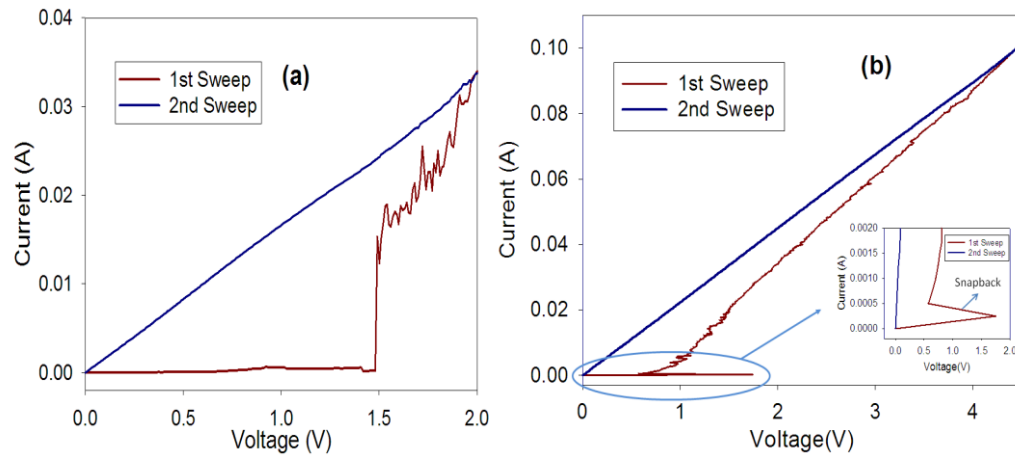 0.04
0.03
0.02
0.01
0.00
Current (A)
1st Sweep
2nd Sweep
(a)
0.0
0.5
1.0
1.5
2.0
Voltage (V)
0.10
0.08
0.06
0.04
0.02
0.00
Current (A)
1st Sweep
2nd Sweep
(b)
0
1
2
3
4
Voltage(V)
0.0020
0.0015
0.0010
0.0005
0.0000
Current (A)
1st Sweep
2nd Sweep
Snapback
0.0
0.5
1.0
1.5
2.0
Voltage(V)